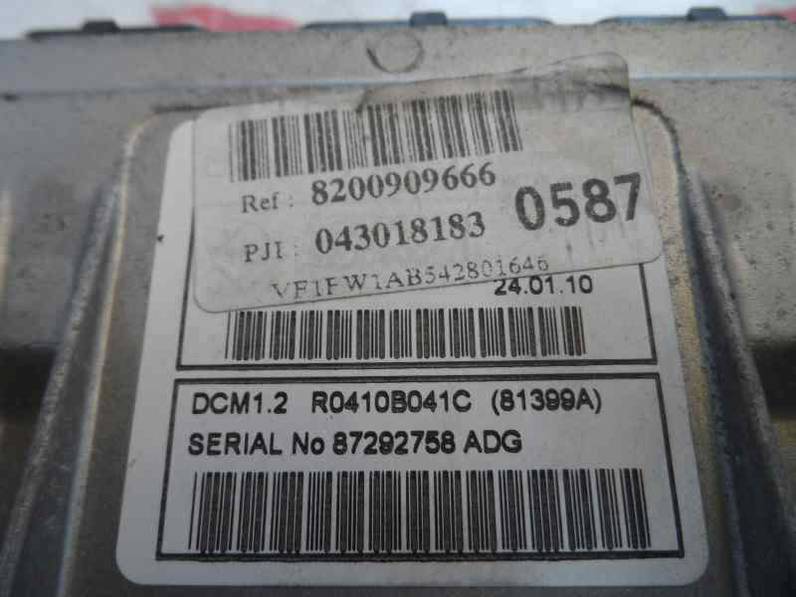 Ref : 8200909666
0587
PJI : 043018183
VF1FW1AB542801646
24.01.10
DCM1.2 R0410B041C (81399A)
SERIAL No 87292758 ADG